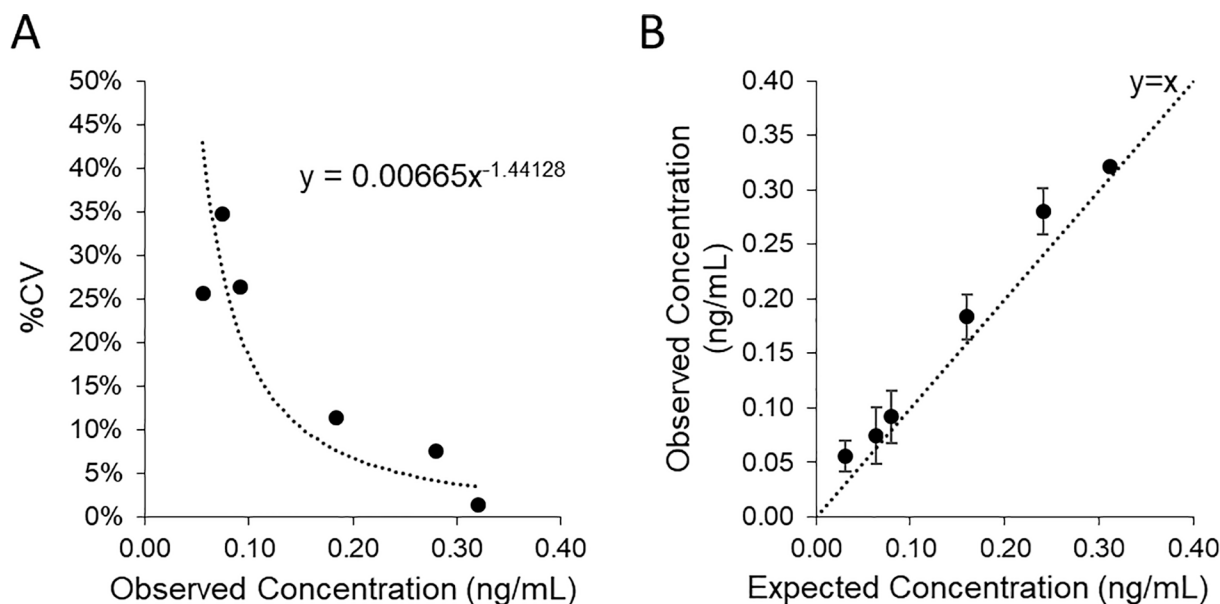 A
50%
45%
40%
35%
30%
25%
20%
15%
10%
5%
0%
%CV
y = 0.00665x^-1.44128
0.00 0.10 0.20 0.30 0.40
Observed Concentration (ng/mL)
B
0.40
0.35
0.30
0.25
0.20
0.15
0.10
0.05
0.00
Observed Concentration
(ng/mL)
y=x
0.00 0.10 0.20 0.30 0.40
Expected Concentration (ng/mL)